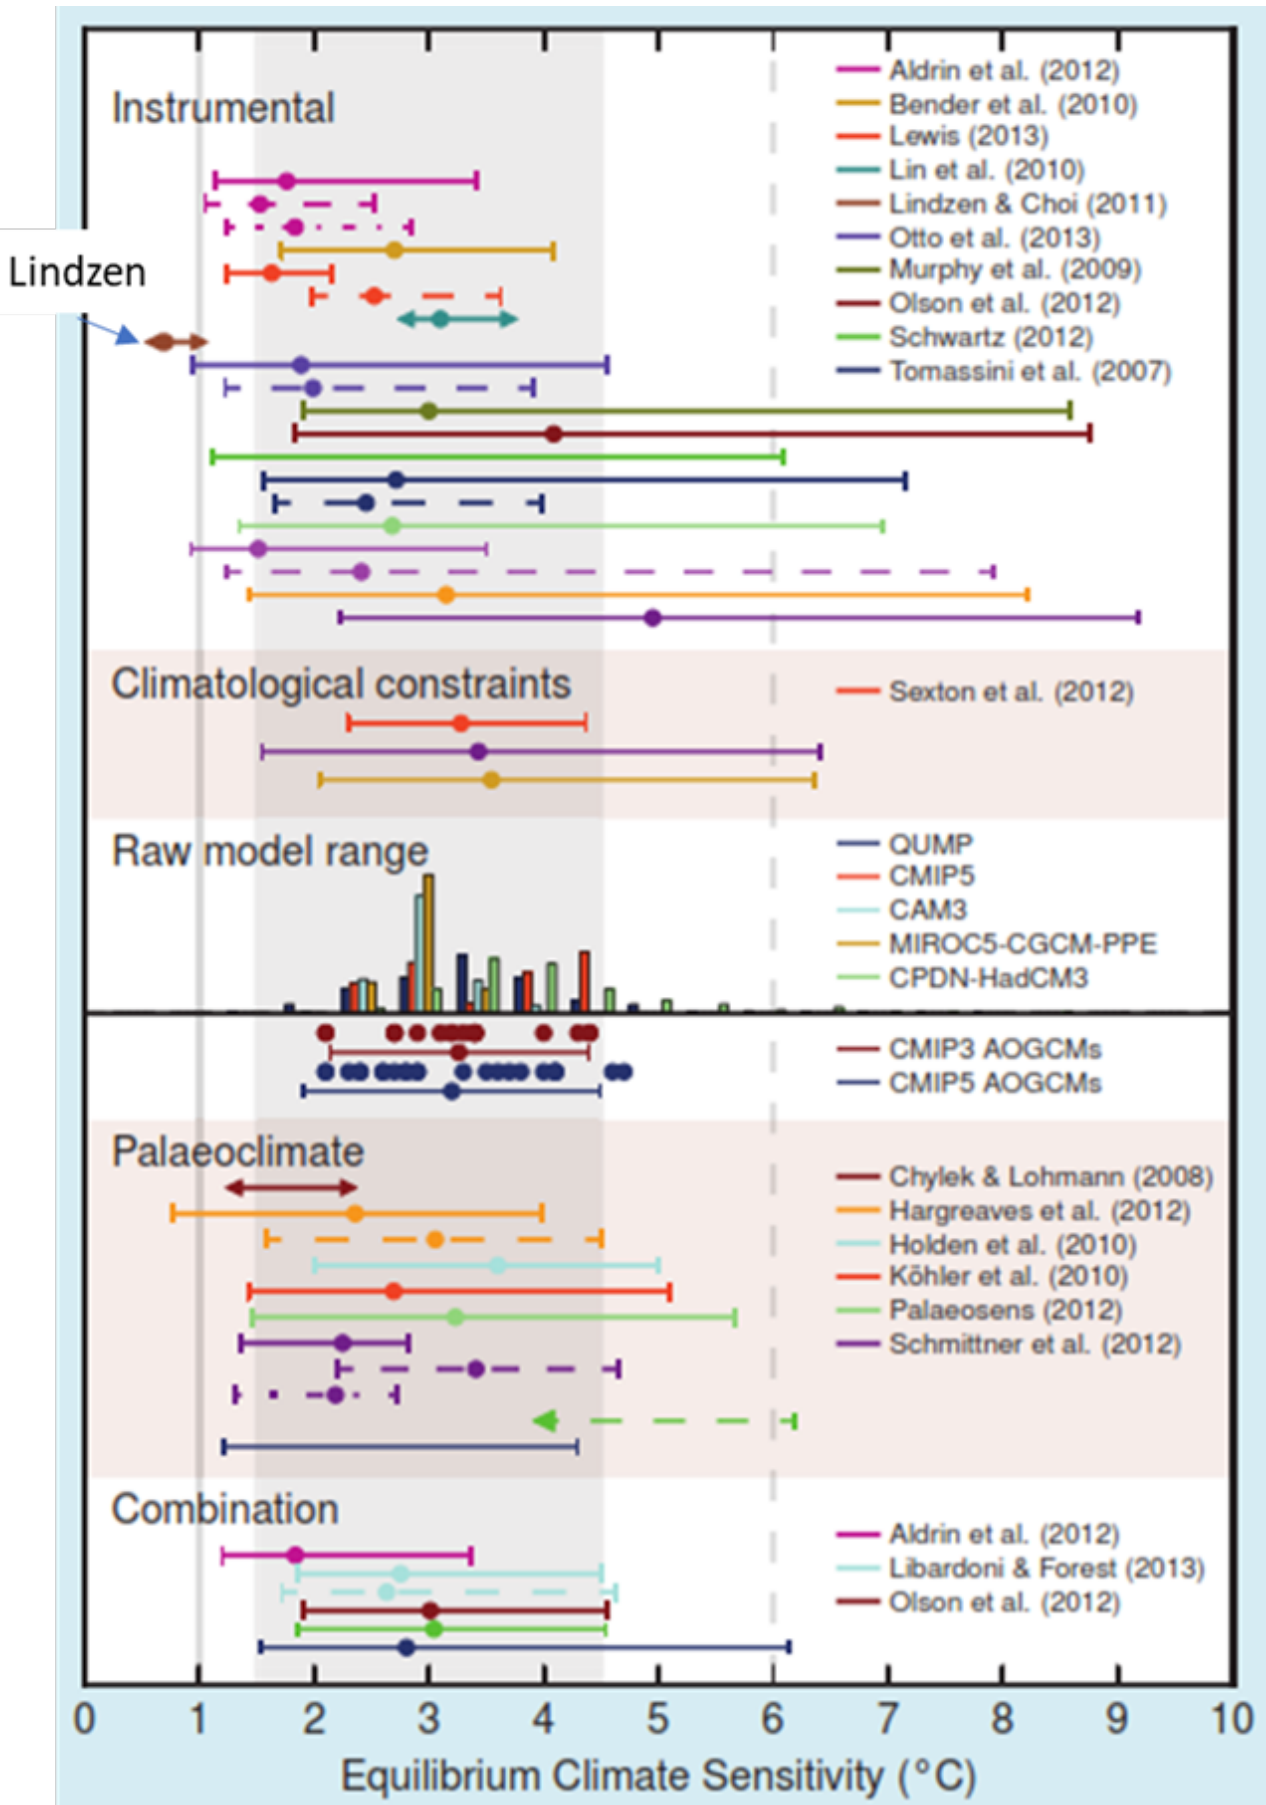 Instrumental
Aldrin et al. (2012)
Bender et al. (2010)
Lewis (2013)
Lin et al. (2010)
Lindzen & Choi (2011)
Otto et al. (2013)
Murphy et al. (2009)
Olson et al. (2012)
Schwartz (2012)
Tomassini et al. (2007)
Lindzen
Climatological constraints
Sexton et al. (2012)
Raw model range
QUMP
CMIP5
CAM3
MIROC5-CGCM-PPE
CPDN-HadCM3
CMIP3 AOGCMs
CMIP5 AOGCMs
Palaeoclimate
Chylek & Lohmann (2008)
Hargreaves et al. (2012)
Holden et al. (2010)
Köhler et al. (2010)
Palaeosens (2012)
Schmittner et al. (2012)
Combination
Aldrin et al. (2012)
Libardoni & Forest (2013)
Olson et al. (2012)
0 1 2 3 4 5 6 7 8 9 10
Equilibrium Climate Sensitivity (°C)